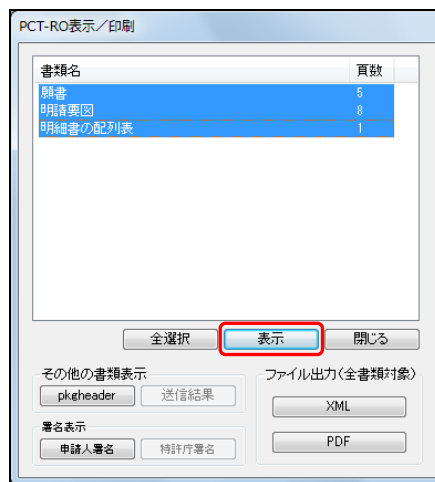 PCT-RO表示／印刷
書類名 頁数
願書 5
明請要図 8
明細書の配列表 1
全選択 表示 閉じる
その他の書類表示 ファイル出力(全書類対象)
pkgheader 送信結果 XML
署名表示
申請人署名 特許庁署名 PDF